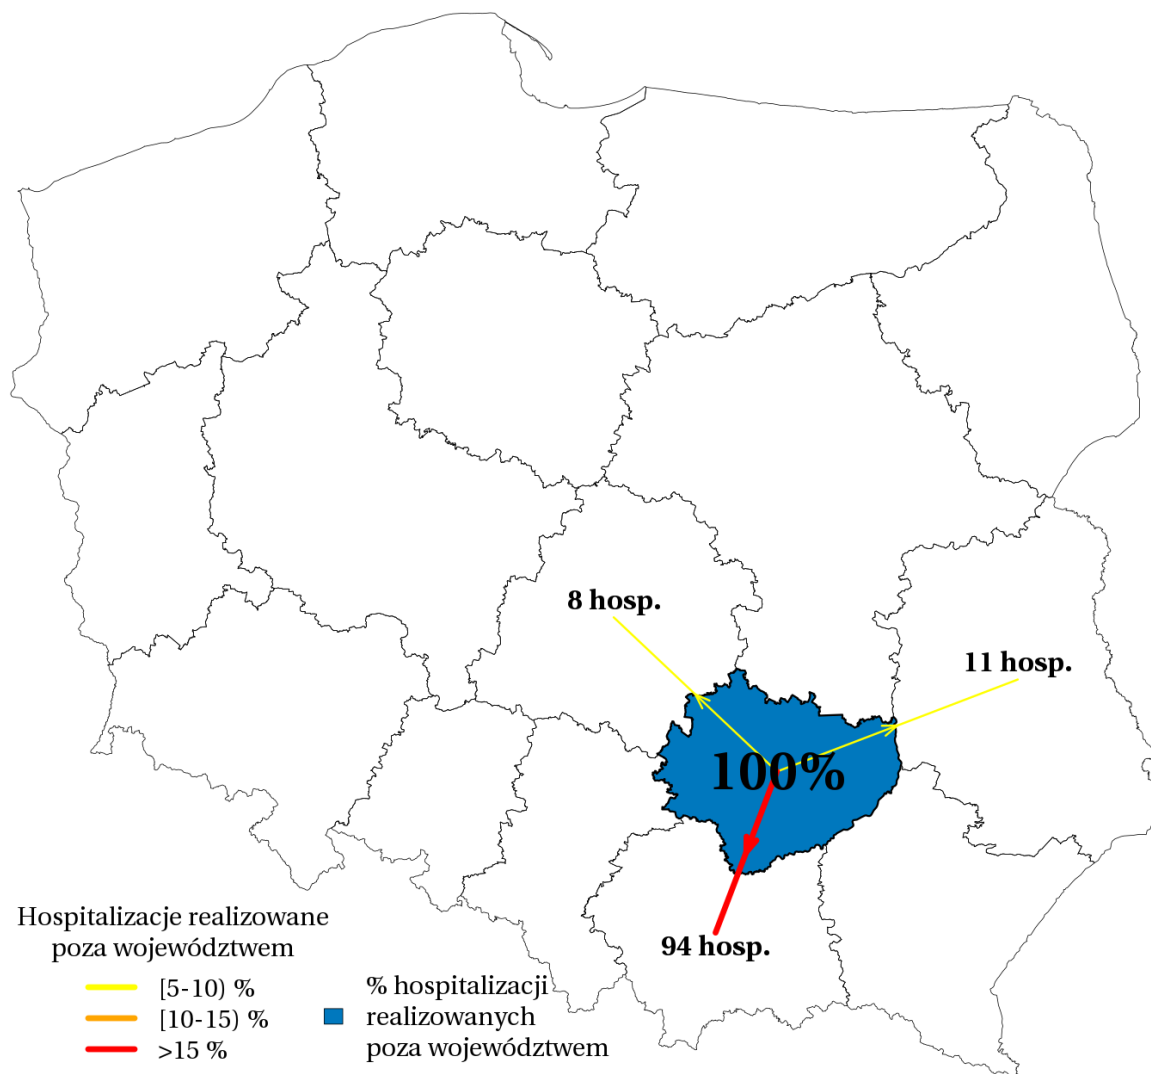 8 hosp.
11 hosp.
100%
94 hosp.
Hospitalizacje realizowane
poza województwem
[5-10) %
[10-15) %
>15 %
% hospitalizacji
realizowanych
poza województwem